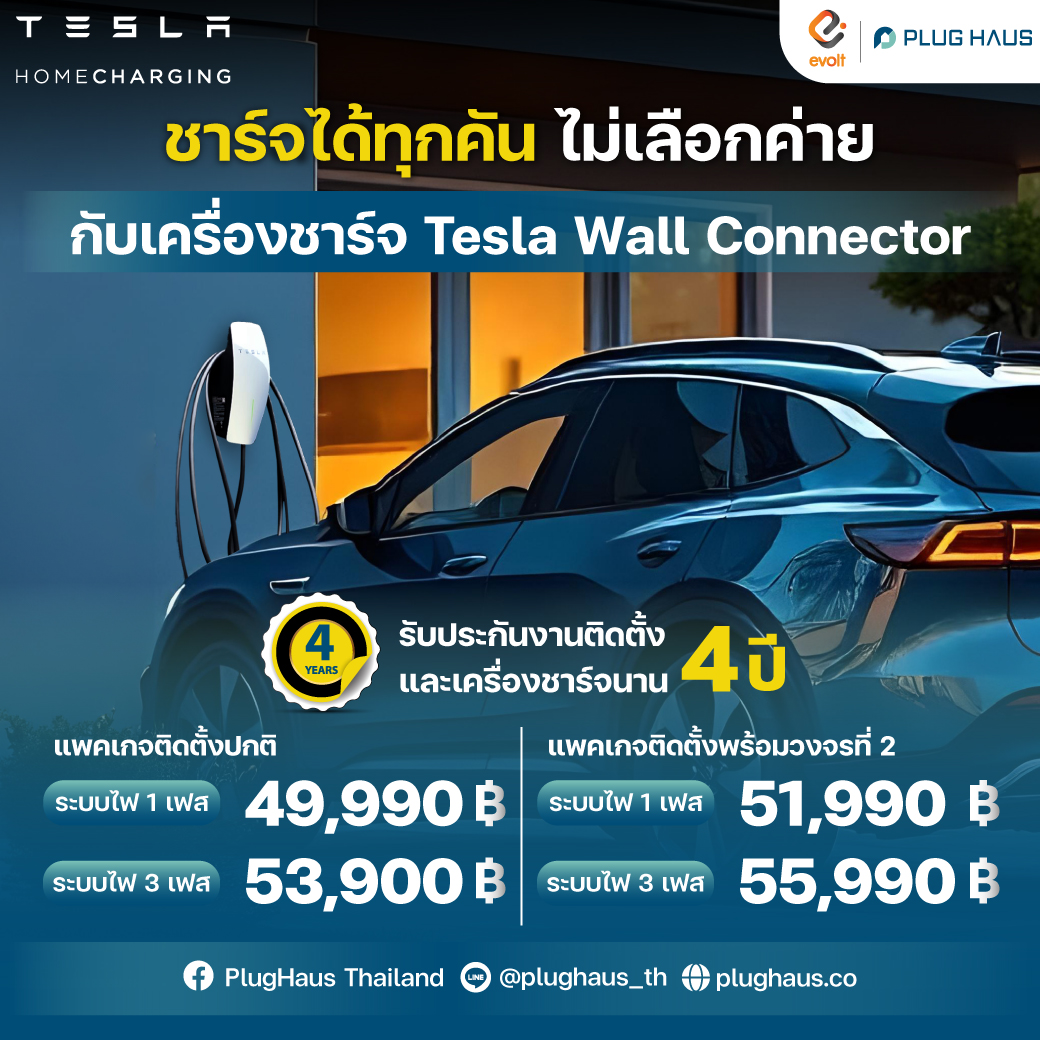 TESLA
HOMECHARGING
evolt
PLUG HAUS
ชาร์จได้ทุกคัน ไม่เลือกค่าย
กับเครื่องชาร์จ Tesla Wall Connector
TESLA
4
YEARS
รับประกันงานติดตั้ง
และเครื่องชาร์จนาน
4 ปี
แพคเกจติดตั้งปกติ
ระบบไฟ 1 เฟส 49,990 ฿
ระบบไฟ 3 เฟส 53,900 ฿
แพคเกจติดตั้งพร้อมวงจรที่ 2
ระบบไฟ 1 เฟส 51,990 ฿
ระบบไฟ 3 เฟส 55,990 ฿
PlugHaus Thailand LINE @plughaus_th plughaus.co